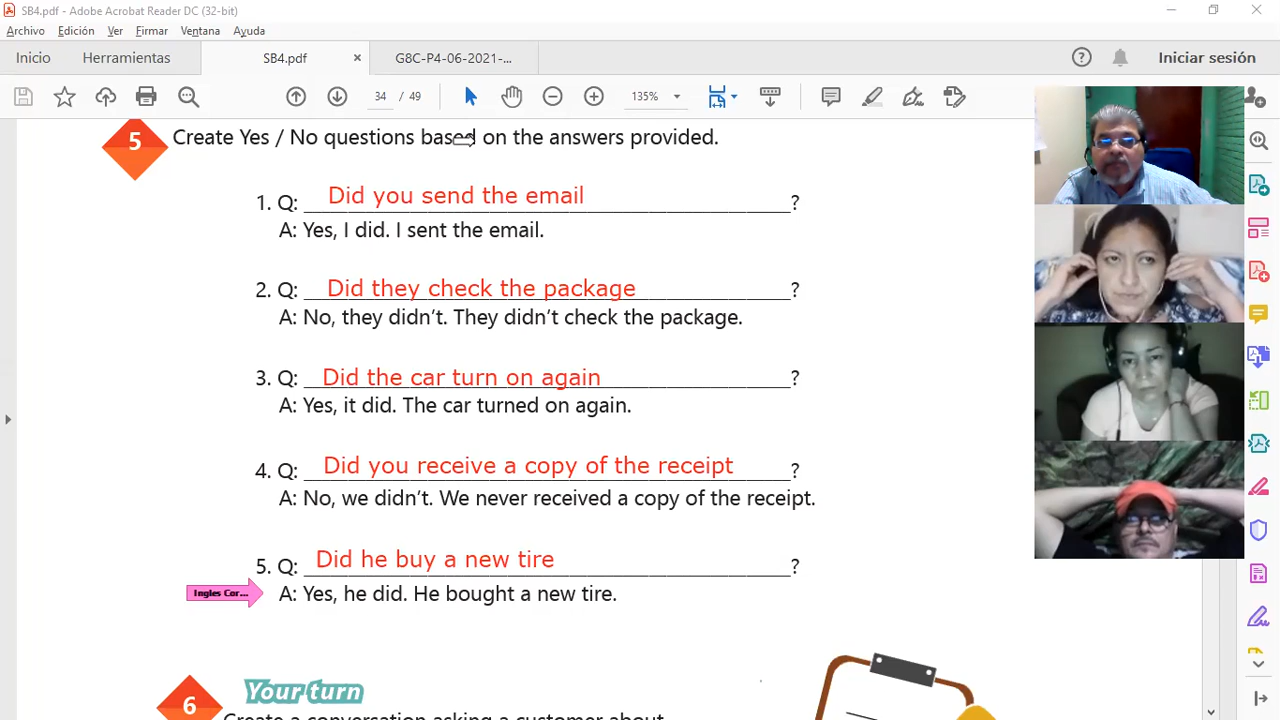 SB4.pdf - Adobe Acrobat Reader DC (32-bit)
Archivo Edición Ver Firmar Ventana Ayuda
Inicio Herramientas SB4.pdf × G8C-P4-06-2021-... Iniciar sesión
34 / 49 135%
5 Create Yes / No questions based on the answers provided.
1. Q: Did you send the email ?
A: Yes, I did. I sent the email.
2. Q: Did they check the package ?
A: No, they didn't. They didn't check the package.
3. Q: Did the car turn on again ?
A: Yes, it did. The car turned on again.
4. Q: Did you receive a copy of the receipt ?
A: No, we didn't. We never received a copy of the receipt.
5. Q: Did he buy a new tire ?
Ingles Cor... A: Yes, he did. He bought a new tire.
6 Your turn
Create a conversation asking a customer about